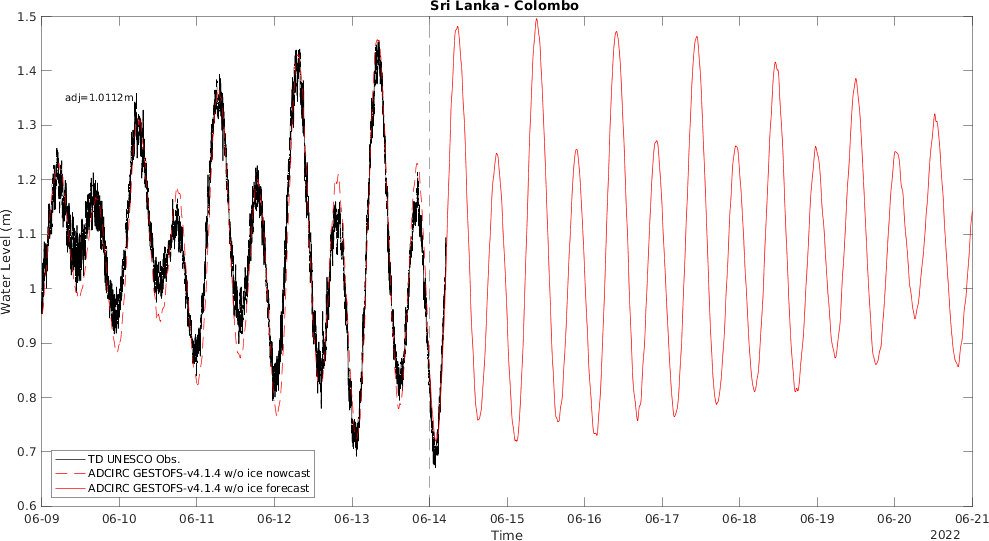 Sri Lanka - Colombo
1.5
1.4
adj=1.0112m
1.3
1.2
1.1
1
0.9
0.8
0.7
0.6
Water Level (m)
TD UNESCO Obs.
ADCIRC GESTOFS-v4.1.4 w/o ice nowcast
ADCIRC GESTOFS-v4.1.4 w/o ice forecast
06-09 06-10 06-11 06-12 06-13 06-14 06-15 06-16 06-17 06-18 06-19 06-20 06-21
Time
2022